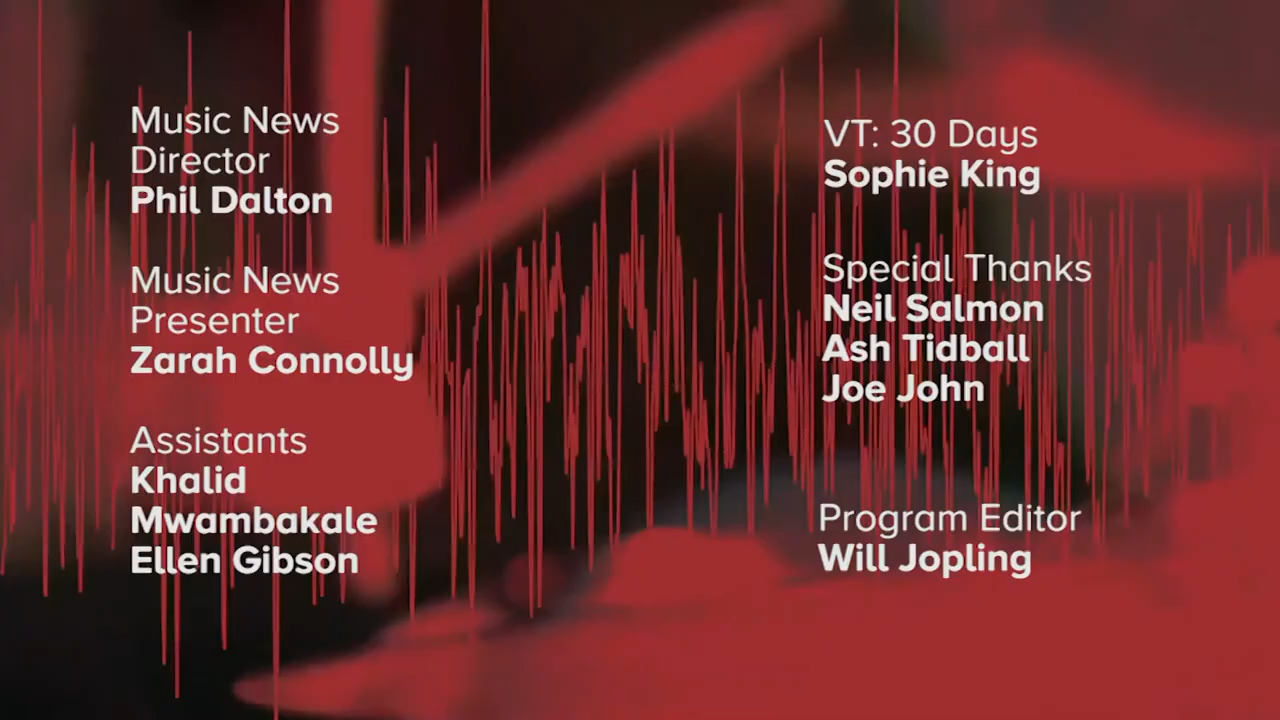 Music News
Director
Phil Dalton
Music News
Presenter
Zarah Connolly
Assistants
Khalid
Mwambakale
Ellen Gibson
VT: 30 Days
Sophie King
Special Thanks
Neil Salmon
Ash Tidball
Joe John
Program Editor
Will Jopling